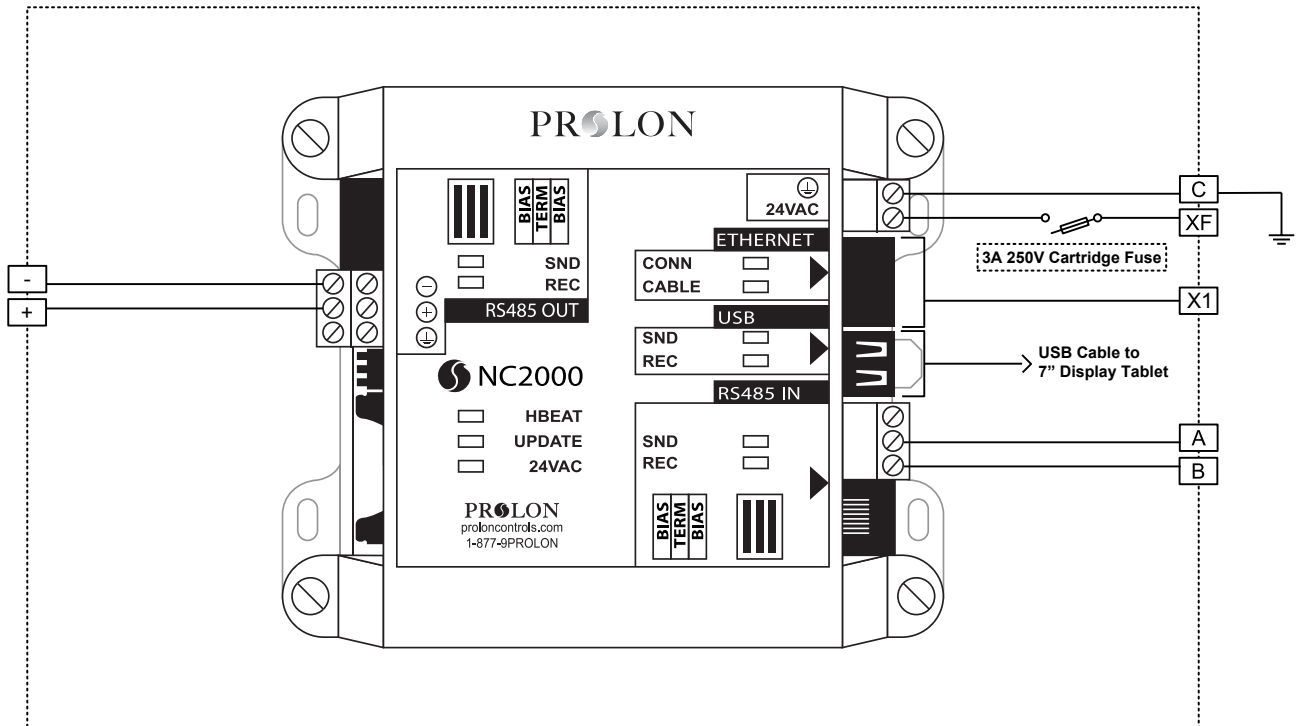 PROLON
BIAS
TERM
BIAS
SND
REC
RS485 OUT
-
+
24VAC
ETHERNET
CONN
CABLE
USB
SND
REC
RS485 IN
SND
REC
BIAS
TERM
BIAS
NC2000
HBEAT
UPDATE
24VAC
PROLON
proloncontrols.com
1-877-9PROLON
-
+
C
XF
3A 250V Cartridge Fuse
X1
USB Cable to
7” Display Tablet
A
B